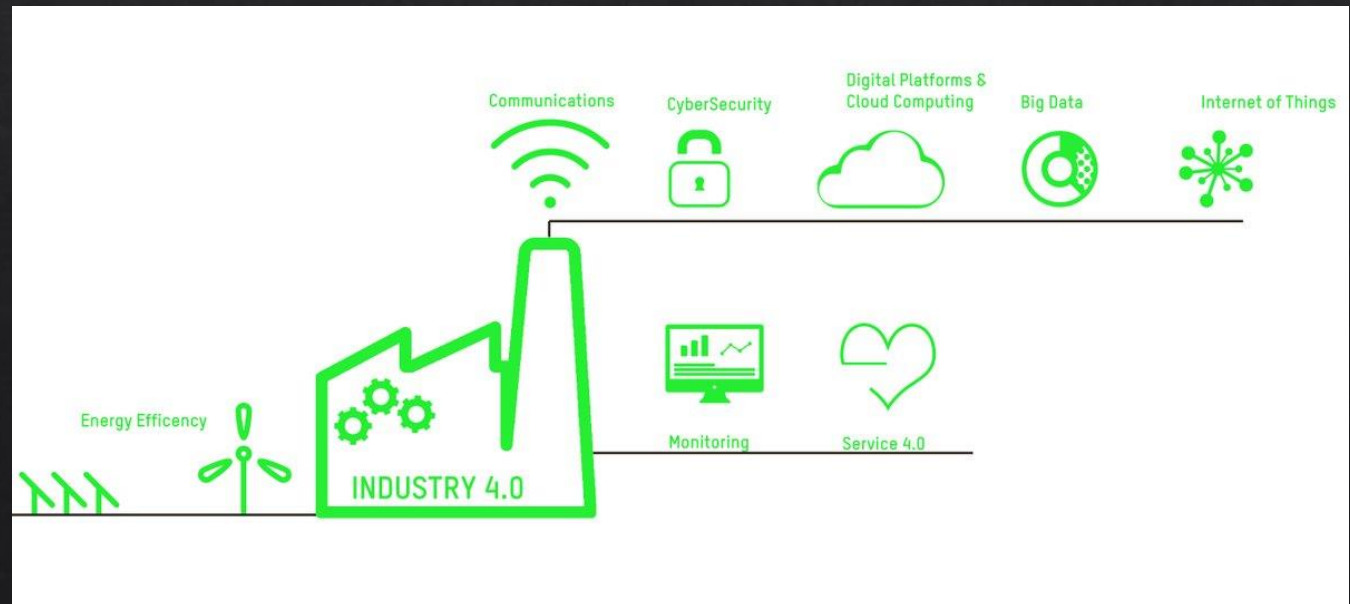 Communications
CyberSecurity
Digital Platforms &
Cloud Computing
Big Data
Internet of Things
Energy Efficency
INDUSTRY 4.0
Monitoring
Service 4.0